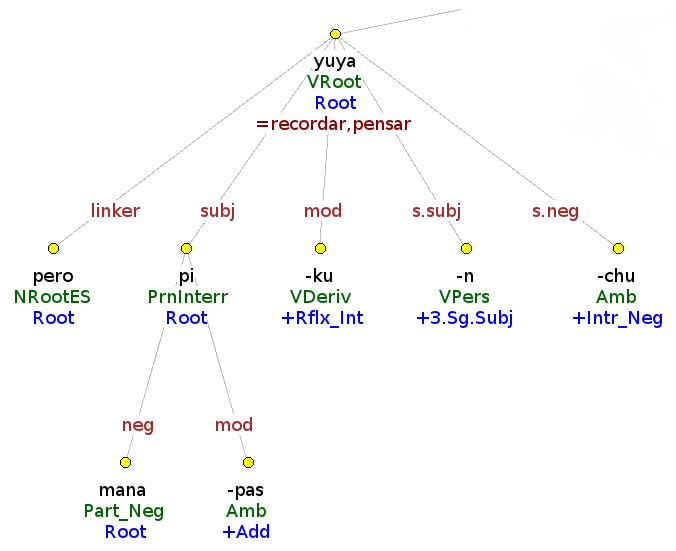 yuya
VRoot
Root
=recordar,pensar
linker subj mod s.subj s.neg
pero pi -ku -n -chu
NRootES PrnInterr VDeriv VPers Amb
Root Root +Rflx_Int +3.Sg.Subj +Intr_Neg
neg mod
mana -pas
Part_Neg Amb
Root +Add